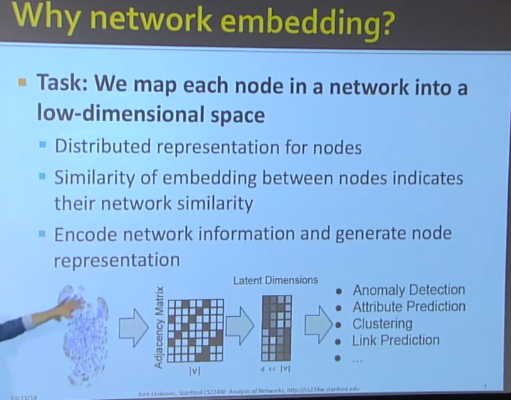 Why network embedding?
Task: We map each node in a network into a
low-dimensional space
Distributed representation for nodes
Similarity of embedding between nodes indicates
their network similarity
Encode network information and generate node
representation
Latent Dimensions
Adjacency Matrix
|v|
d << |v|
Anomaly Detection
Attribute Prediction
Clustering
Link Prediction
...
Jure Leskovec, Stanford CS224W: Analysis of Networks, http://cs224w.stanford.edu